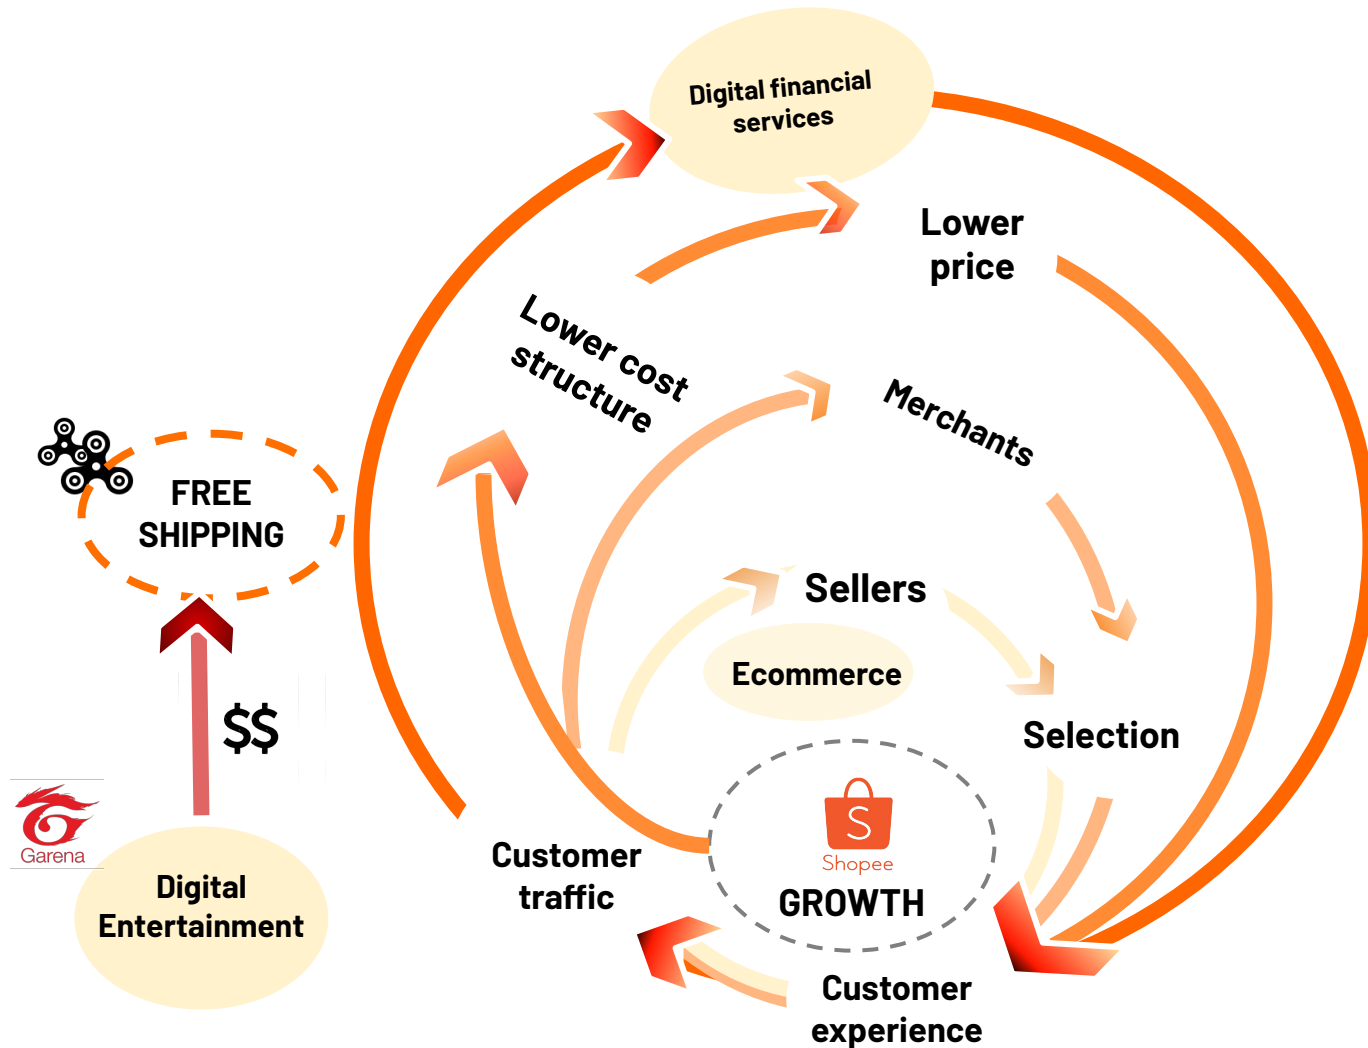 Digital financial
services
Lower
price
Lower cost
structure
Merchants
FREE
SHIPPING
Sellers
Ecommerce
$$
Selection
Garena
Digital
Entertainment
Customer
traffic
S
Shopee
GROWTH
Customer
experience